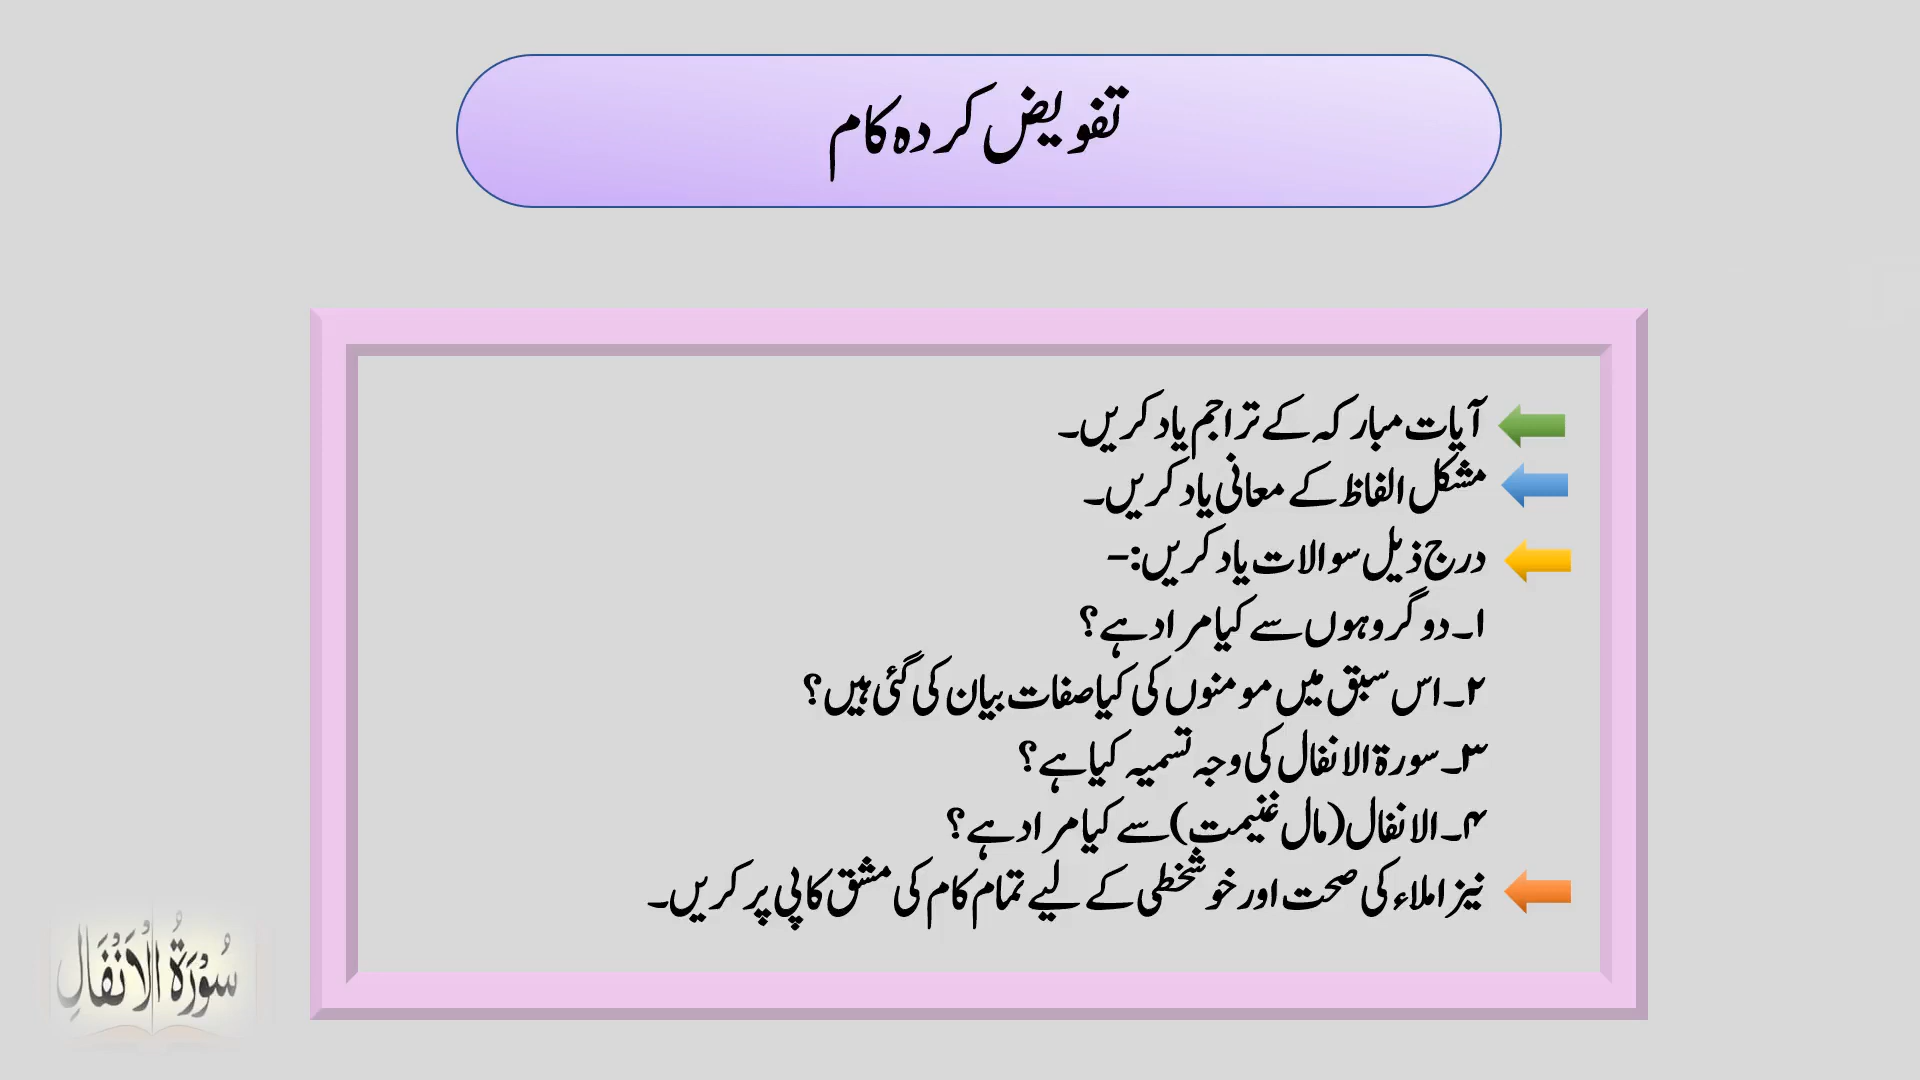 تفویض کردہ کام
آیات مبارکہ کے تراجم یاد کریں۔
مشکل الفاظ کے معانی یاد کریں۔
درج ذیل سوالات یاد کریں:-
۱۔ دو گروہوں سے کیا مراد ہے؟
۲۔ اس سبق میں مومنوں کی کیا صفات بیان کی گئی ہیں؟
۳۔ سورۃ الانفال کی وجہ تسمیہ کیا ہے؟
۴۔ الانفال (مال غنیمت) سے کیا مراد ہے؟
نیز املاء کی صحت اور خوشخطی کے لیے تمام کام کی مشق کاپی پر کریں۔
سُوْرَةُ الْاَنْفَالِ